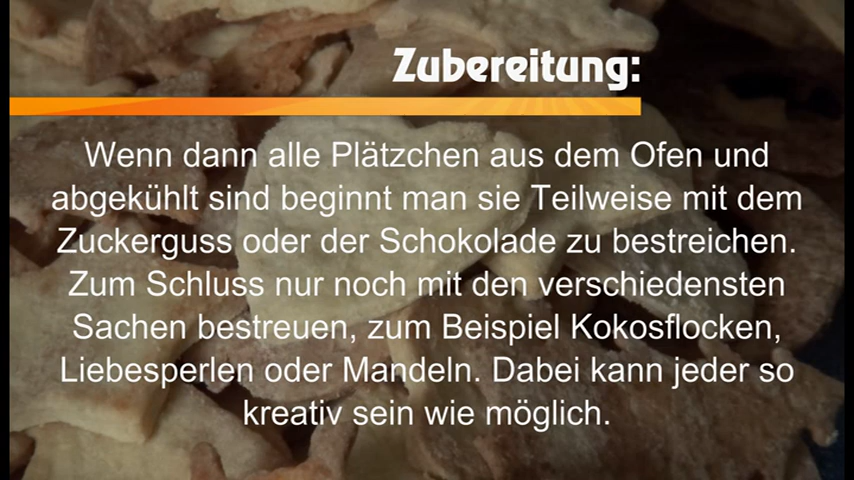 Zubereitung:
Wenn dann alle Plätzchen aus dem Ofen und
abgekühlt sind beginnt man sie Teilweise mit dem
Zuckerguss oder der Schokolade zu bestreichen.
Zum Schluss nur noch mit den verschiedensten
Sachen bestreuen, zum Beispiel Kokosflocken,
Liebesperlen oder Mandeln. Dabei kann jeder so
kreativ sein wie möglich.